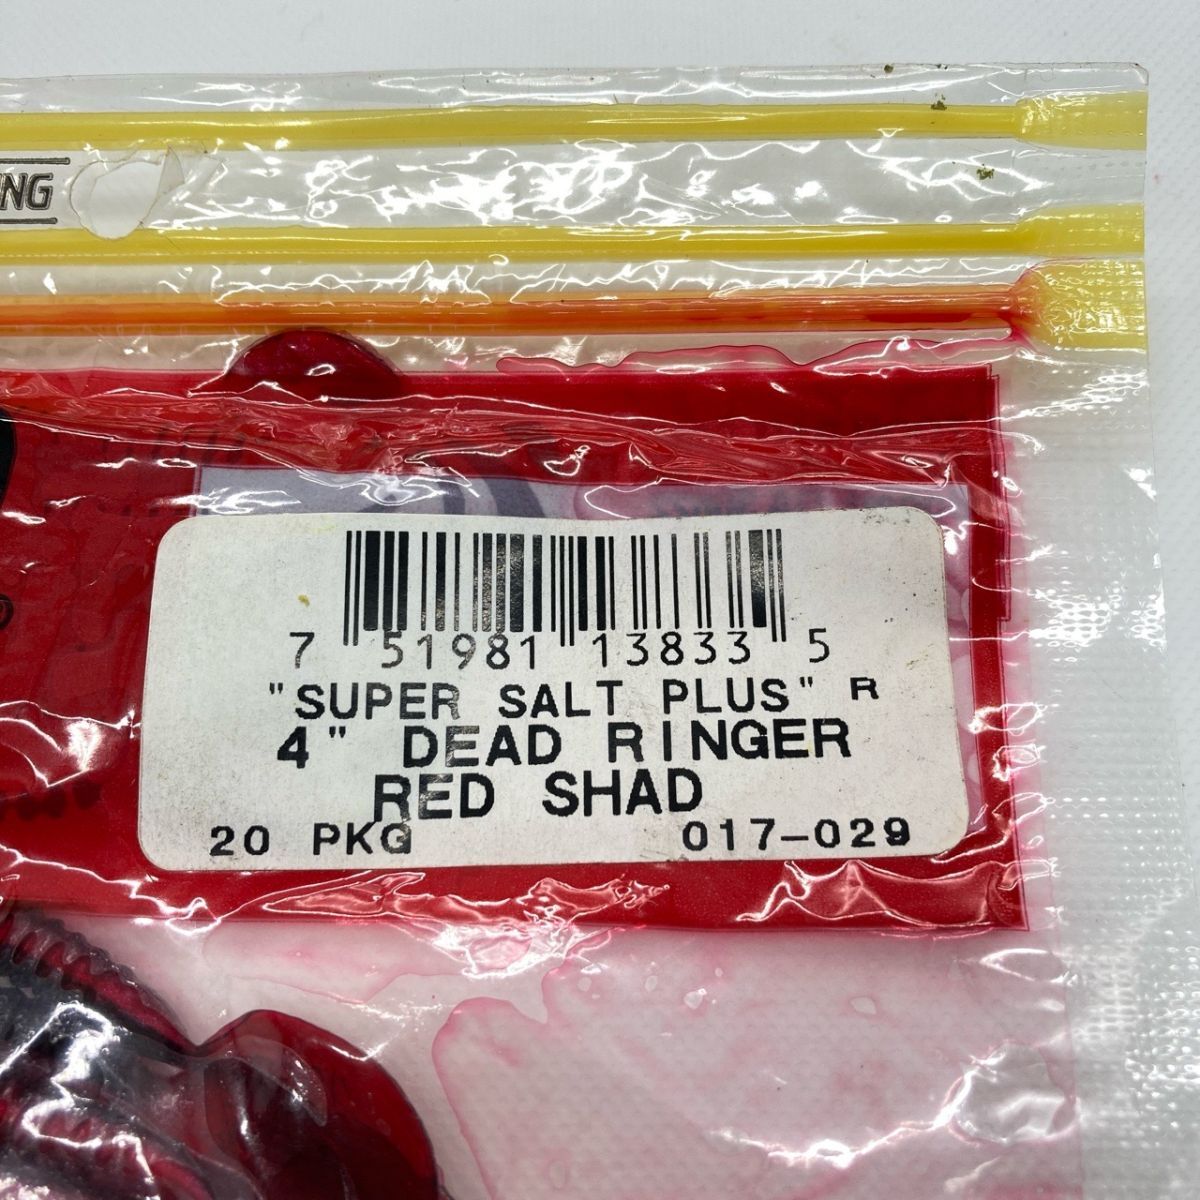 NG
7 51981 13833 5
"SUPER SALT PLUS" R
4" DEAD RINGER
RED SHAD
20 PKG 017-029